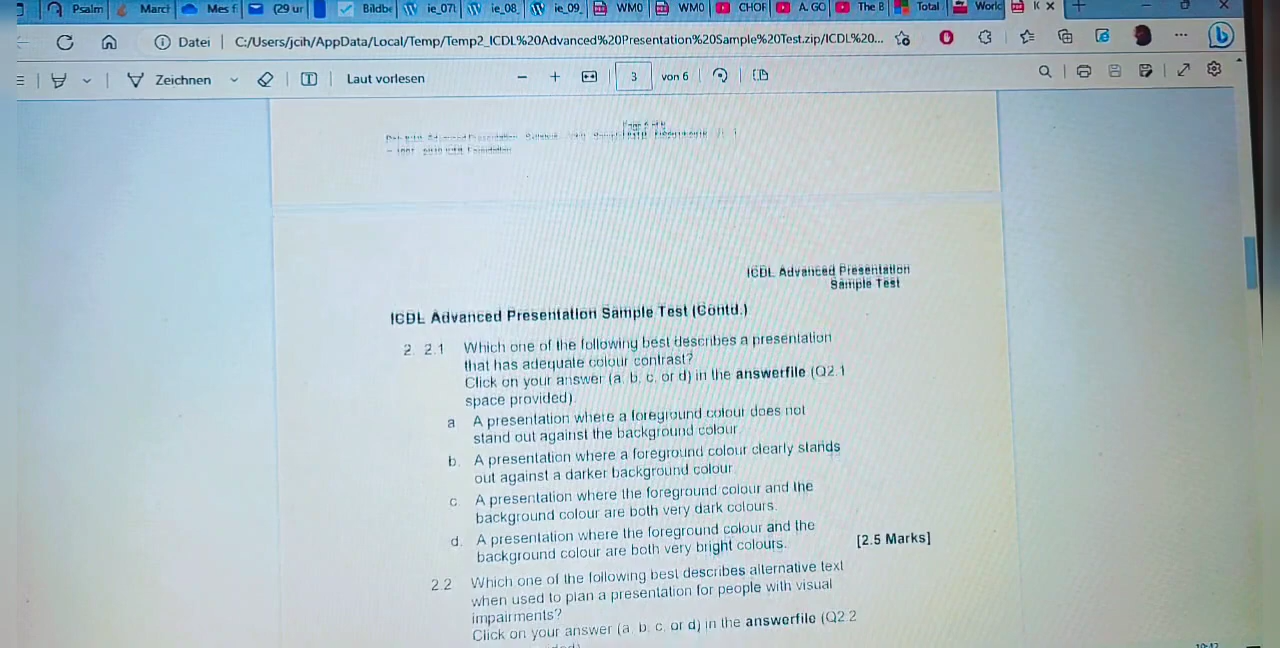 Psalm Marcl Mes f (29 ur Bildbe ie_07( ie_08_ ie_09_ WM0 WM0 CHOF A. GO The B Total World K
Datei C:/Users/jcih/AppData/Local/Temp/Temp2_ICDL%20Advanced%20Presentation%20Sample%20Test.zip/ICDL%20...
Zeichnen Laut vorlesen 3 von 6
ICDL Advanced Presentation
Sample Test
ICDL Advanced Presentation Sample Test (Contd.)
2. 2.1 Which one of the following best describes a presentation
that has adequate colour contrast?
Click on your answer (a, b, c, or d) in the answerfile (Q2.1
space provided).
a A presentation where a foreground colour does not
stand out against the background colour.
b. A presentation where a foreground colour clearly stands
out against a darker background colour.
c A presentation where the foreground colour and the
background colour are both very dark colours.
d. A presentation where the foreground colour and the
background colour are both very bright colours. [2.5 Marks]
2.2 Which one of the following best describes alternative text
when used to plan a presentation for people with visual
impairments?
Click on your answer (a, b, c, or d) in the answerfile (Q2.2